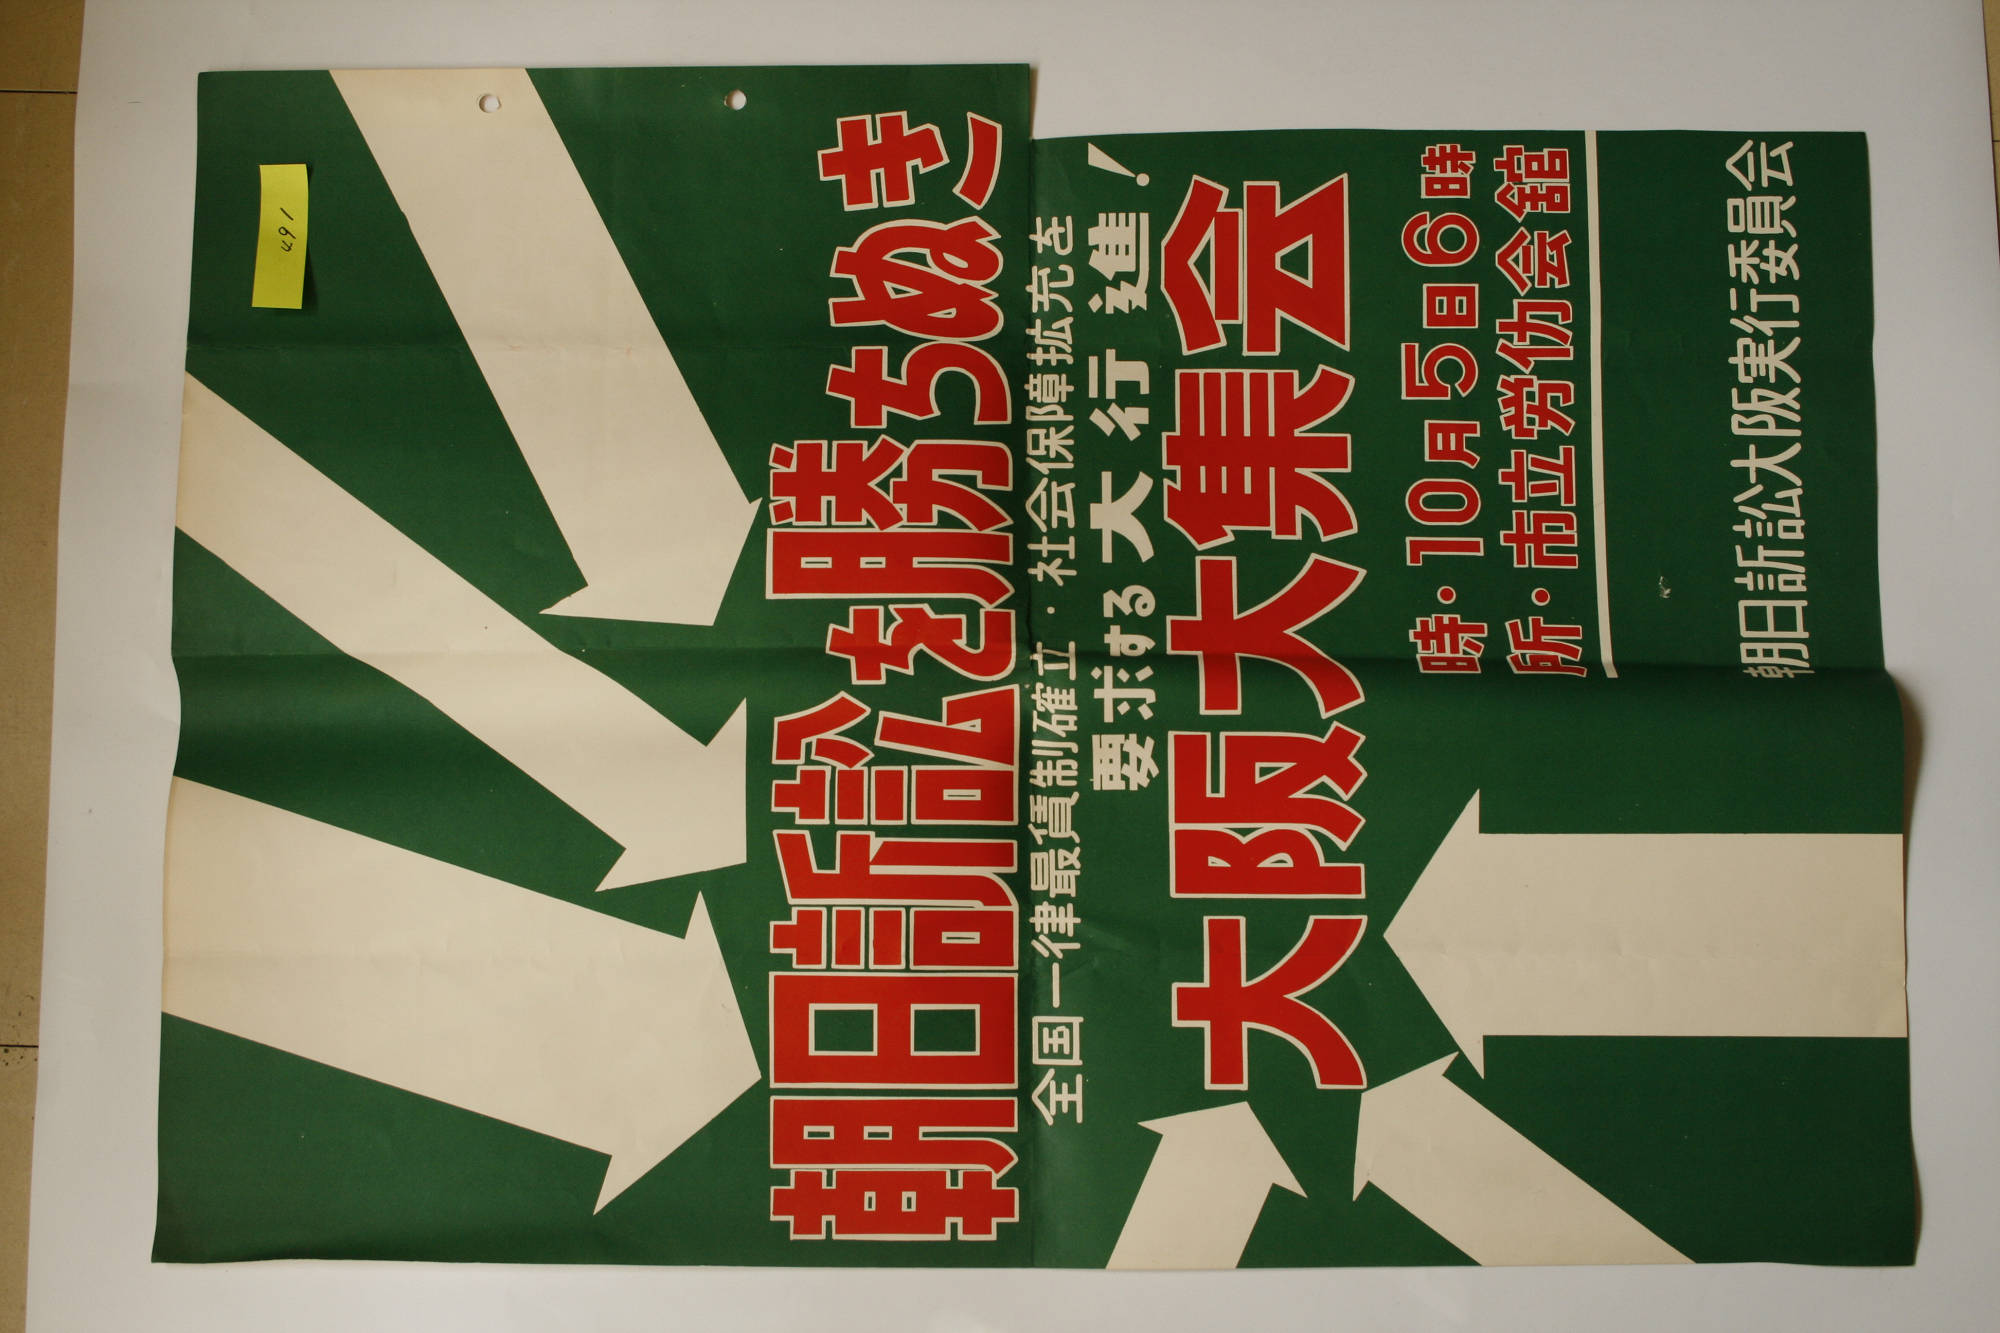 朝日訴訟を勝ちぬき
全国一律最賃制確立・社会保障拡充を
要求する大行進！
大阪大集会
時・10月5日6時
所・市立労仂会舘
朝日訴訟大阪実行委員会
491